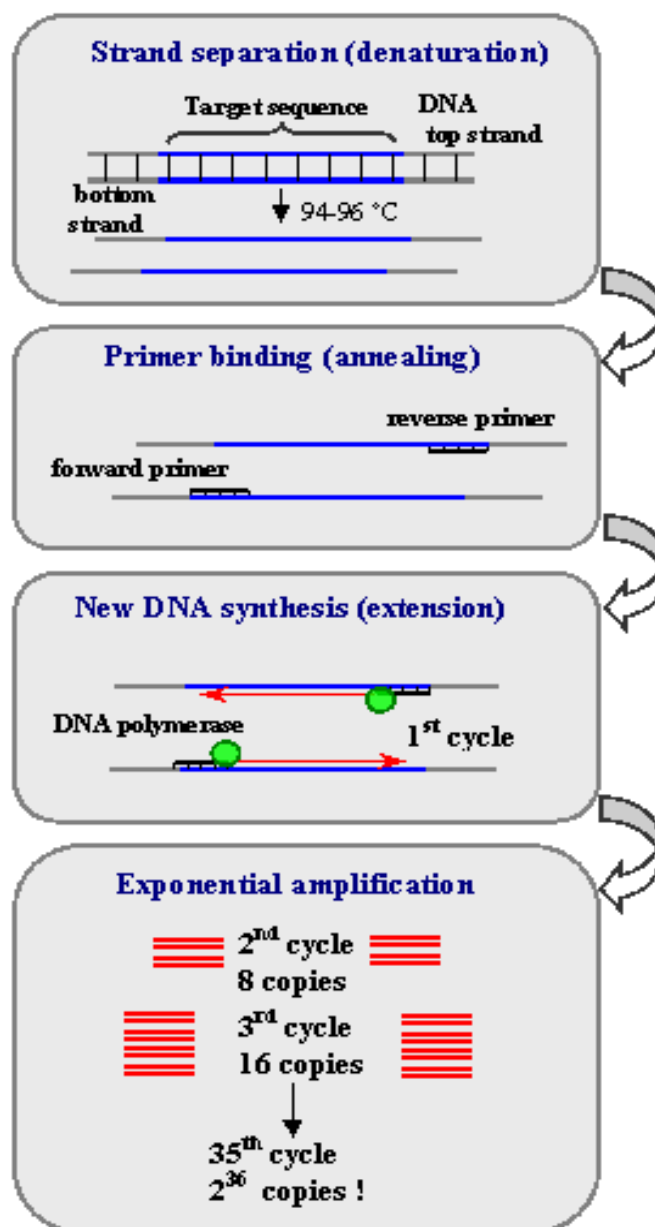 Strand separation (denaturation)
Target sequence
DNA
top strand
bottom
strand
94-96 °C
Primer binding (annealing)
reverse primer
forward primer
New DNA synthesis (extension)
DNA polymerase
1st cycle
Exponential amplification
2nd cycle
8 copies
3rd cycle
16 copies
35th cycle
2^36 copies !